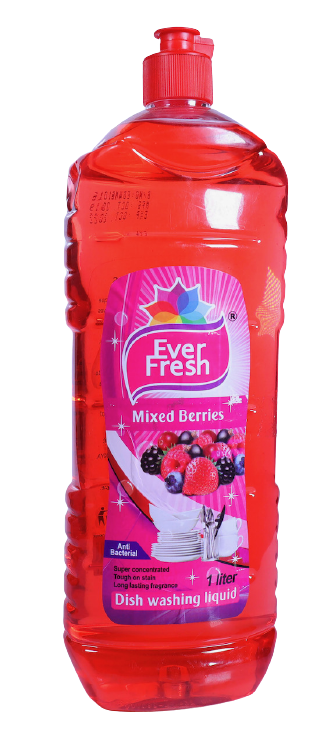 Ever
Fresh
®
Mixed Berries
Anti
Bacterial
Super concentrated
Tough on stain
Long lasting fragrance
1 liter
Dish washing liquid